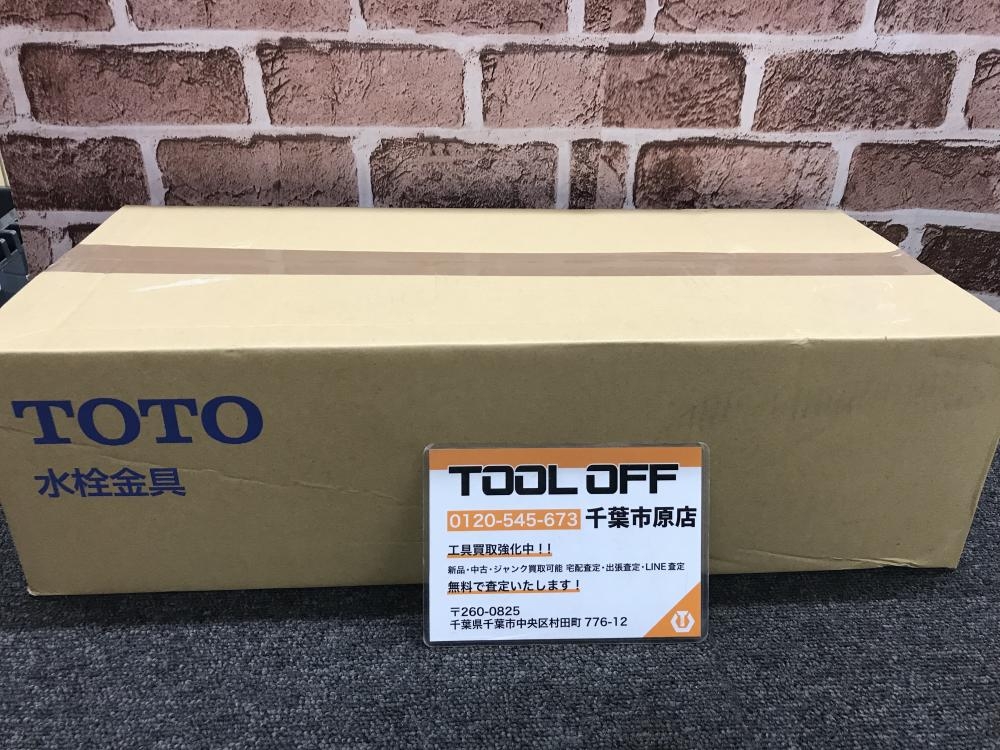 TOTO
水栓金具
TOOL OFF
0120-545-673 千葉市原店
工具買取強化中！！
新品・中古・ジャンク買取可能 宅配査定・出張査定・LINE査定
無料で査定いたします！
〒260-0825
千葉県千葉市中央区村田町 776-12